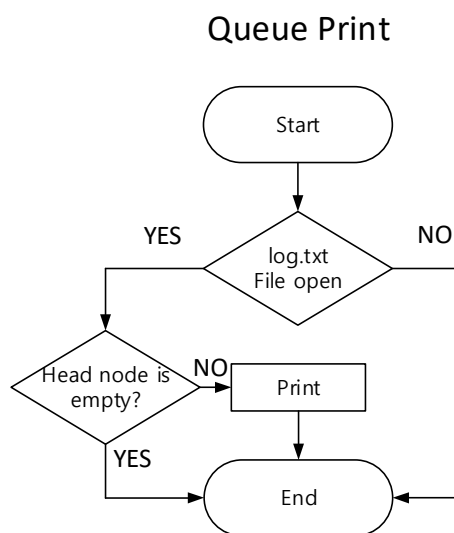 Queue Print
Start
YES
NO
log.txt
File open
Head node is
empty?
NO
Print
YES
End